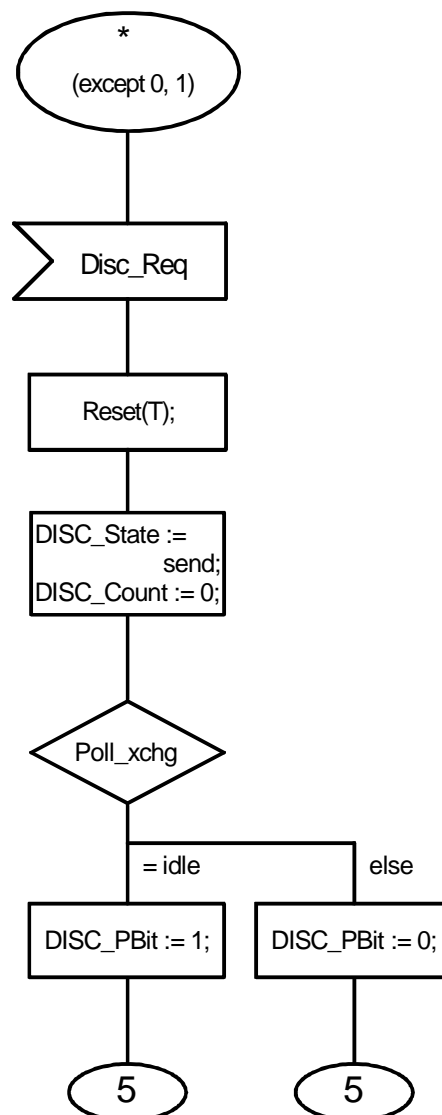 *
(except 0, 1)
Disc_Req
Reset(T);
DISC_State :=
send;
DISC_Count := 0;
Poll_xchg
= idle
else
DISC_PBit := 1;
DISC_PBit := 0;
5
5